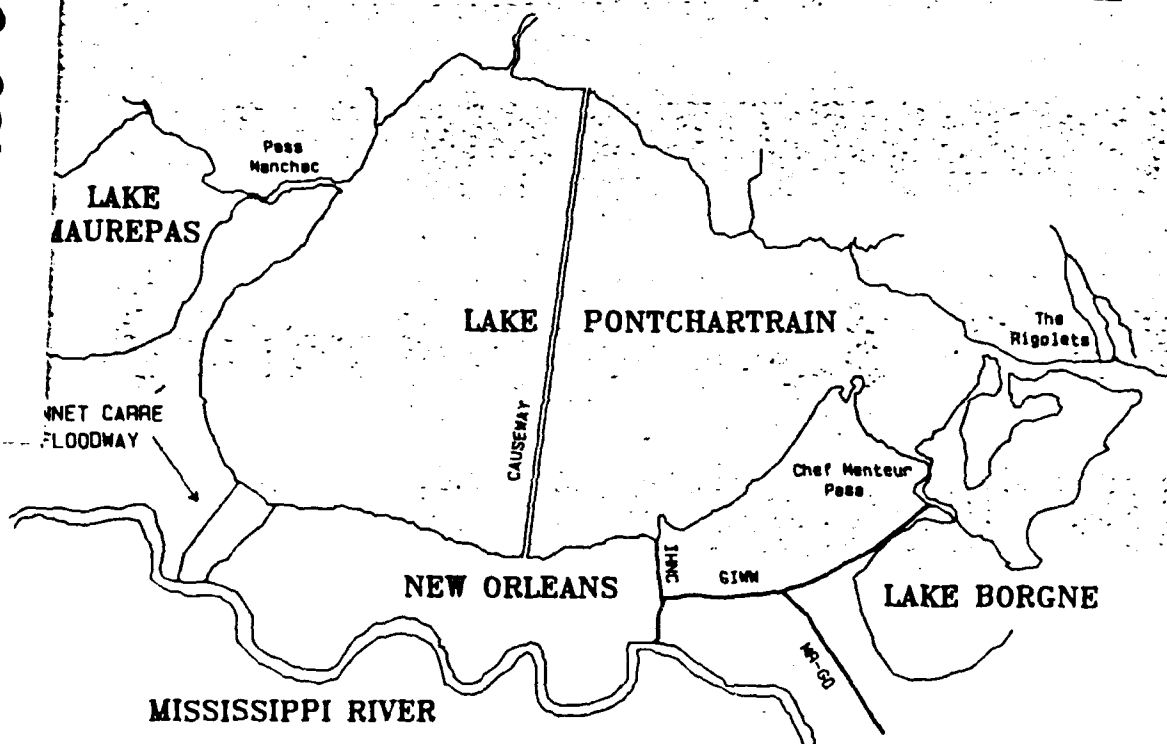 Pass
Manchac
LAKE
MAUREPAS
LAKE PONTCHARTRAIN
The
Rigolets
CAUSEWAY
NNET CARRE
FLOODWAY
Chef Menteur
Pass
IHNC
GIWW
NEW ORLEANS
LAKE BORGNE
MR-GO
MISSISSIPPI RIVER